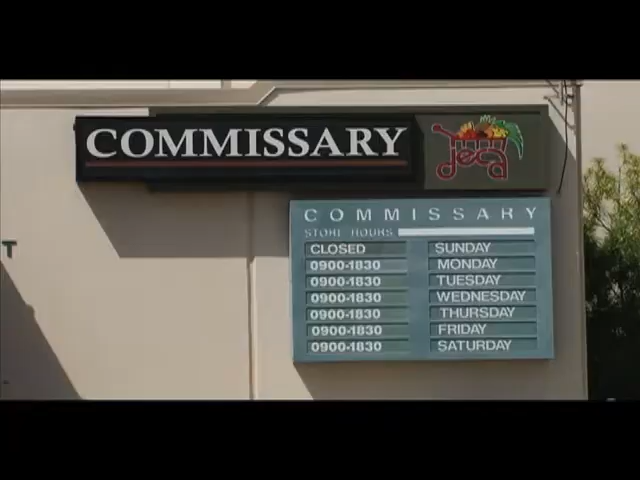 COMMISSARY
deca
COMMISSARY
STORE HOURS
CLOSED SUNDAY
0900-1830 MONDAY
0900-1830 TUESDAY
0900-1830 WEDNESDAY
0900-1830 THURSDAY
0900-1830 FRIDAY
0900-1830 SATURDAY
T